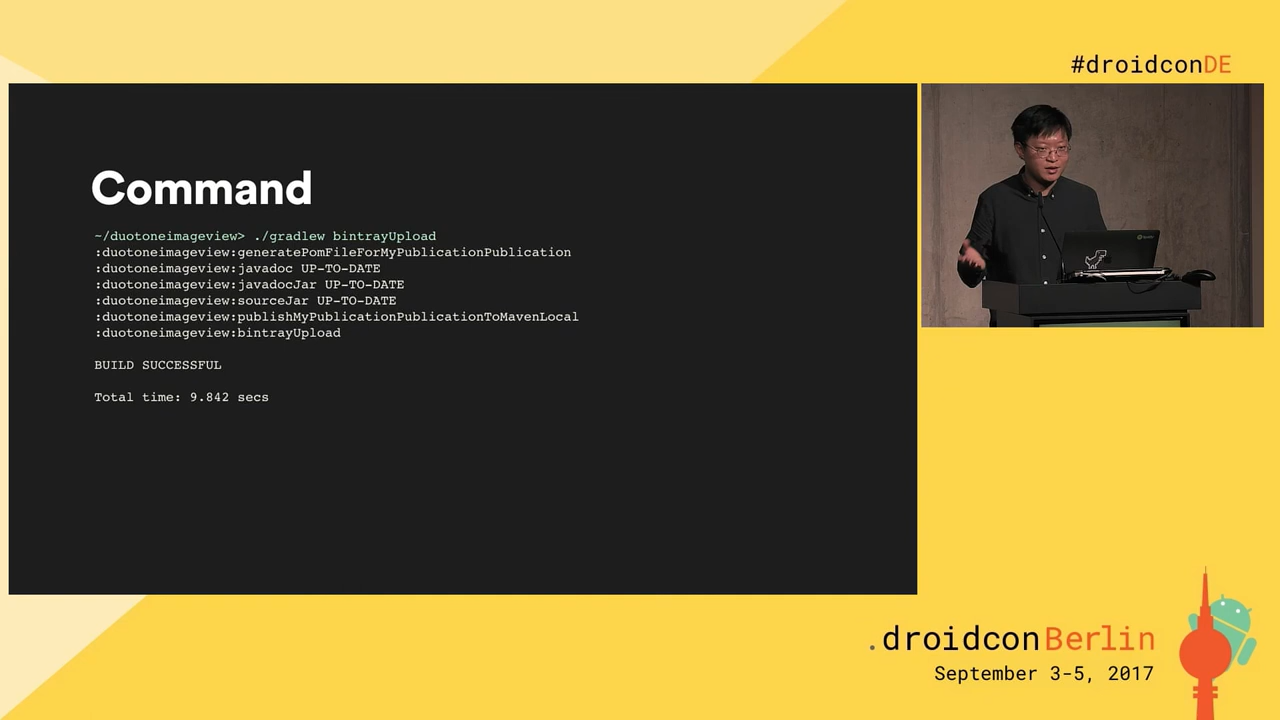 #droidconDE
Command
~/duotoneimageview> ./gradlew bintrayUpload
:duotoneimageview:generatePomFileForMyPublicationPublication
:duotoneimageview:javadoc UP-TO-DATE
:duotoneimageview:javadocJar UP-TO-DATE
:duotoneimageview:sourceJar UP-TO-DATE
:duotoneimageview:publishMyPublicationPublicationToMavenLocal
:duotoneimageview:bintrayUpload
BUILD SUCCESSFUL
Total time: 9.842 secs
.droidconBerlin
September 3-5, 2017